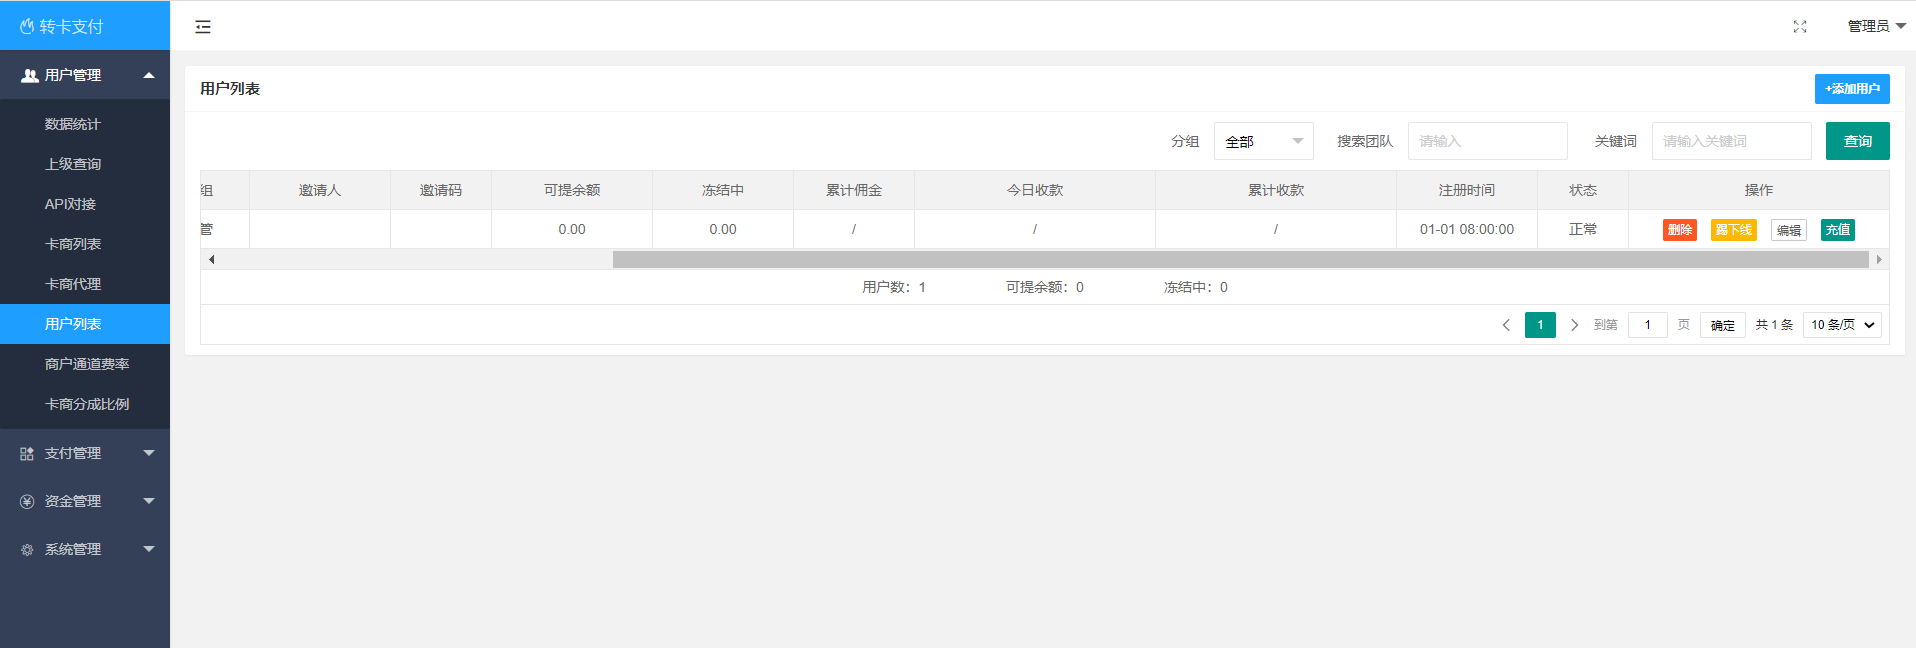 转卡支付
管理员
用户管理
数据统计
上级查询
API对接
卡商列表
卡商代理
用户列表
商户通道费率
卡商分成比例
支付管理
资金管理
系统管理
用户列表
+添加用户
分组 全部 搜索团队 请输入 关键词 请输入关键词 查询
组 邀请人 邀请码 可提余额 冻结中 累计佣金 今日收款 累计收款 注册时间 状态 操作
管 0.00 0.00 / / / 01-01 08:00:00 正常 删除 踢下线 编辑 充值
用户数：1 可提余额：0 冻结中：0
1 到第 1 页 确定 共 1 条 10 条/页